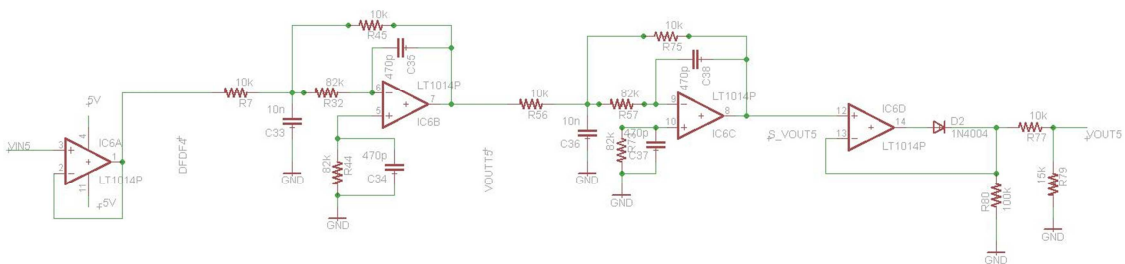 VIN5
5V
4
3
2
11
5V
IC6A
1
LT1014P
DFDF4
10k
R7
10n
C33
GND
10k
R45
82k
R32
470p
C35
6
5
7
LT1014P
IC6B
82k
R44
470p
C34
GND
VOUTT5
10k
R56
10n
C36
GND
10k
R75
82k
R57
470p
C38
9
10
8
LT1014P
IC6C
82k
470p
C37
GND
S_VOUT5
12
13
14
IC6D
LT1014P
D2
1N4004
10k
R77
VOUT5
R80
100k
GND
15k
R79
GND